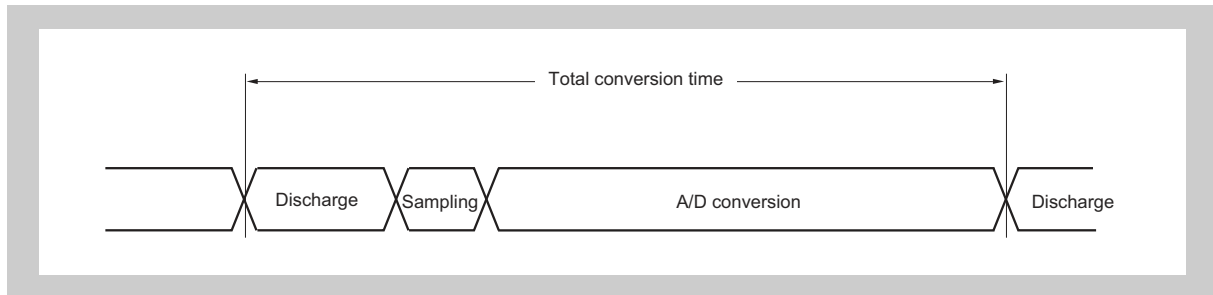 Total conversion time
Discharge
Sampling
A/D conversion
Discharge